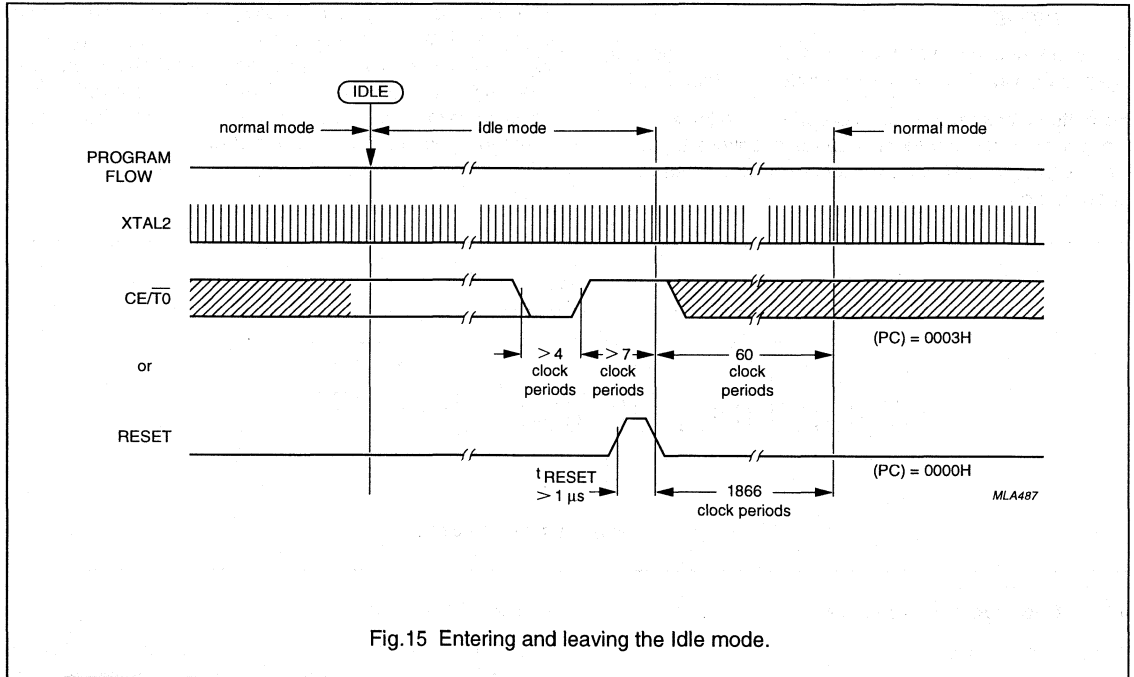 IDLE
normal mode
Idle mode
normal mode
PROGRAM
FLOW
XTAL2
CE/T̅0̅
(PC) = 0003H
> 4
clock
periods
> 7
clock
periods
60
clock
periods
or
RESET
(PC) = 0000H
t RESET
> 1 μs
1866
clock periods
MLA487
Fig.15 Entering and leaving the Idle mode.